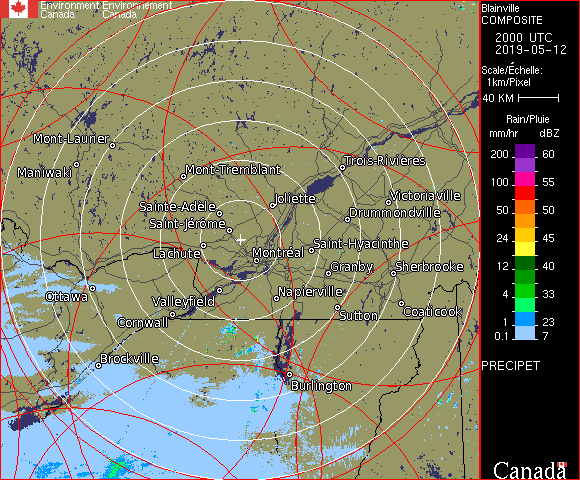 Environment Environnement
Canada Canada
Blainville
COMPOSITE
2000 UTC
2019-05-12
Scale/Échelle:
1km/Pixel
40 KM
Rain/Pluie
mm/hr dBZ
200 60
100 55
50 50
24 45
12 40
4 33
1 23
0.1 7
PRECIPET
Canada
Mont-Laurier
Maniwaki
Mont-Tremblant
Trois-Rivières
Joliette
Victoriaville
Sainte-Adèle
Drummondville
Saint-Jérôme
Saint-Hyacinthe
Lachute
Montréal
Granby
Sherbrooke
Ottawa
Valleyfield
Napierville
Coaticook
Cornwall
Sutton
Brockville
Burlington